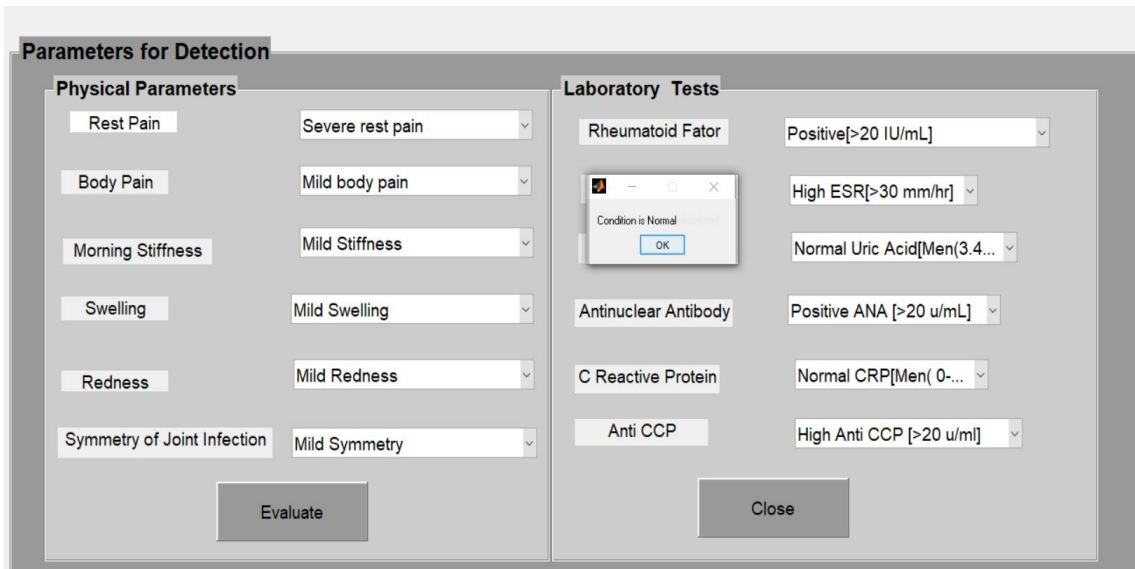 Parameters for Detection
Physical Parameters
Rest Pain
Severe rest pain
Body Pain
Mild body pain
Morning Stiffness
Mild Stiffness
Swelling
Mild Swelling
Redness
Mild Redness
Symmetry of Joint Infection
Mild Symmetry
Evaluate
Laboratory Tests
Rheumatoid Fator
Positive[>20 IU/mL]
High ESR[>30 mm/hr]
Condition is Normal
OK
Normal Uric Acid[Men(3.4...
Antinuclear Antibody
Positive ANA [>20 u/mL]
C Reactive Protein
Normal CRP[Men( 0-...
Anti CCP
High Anti CCP [>20 u/ml]
Close